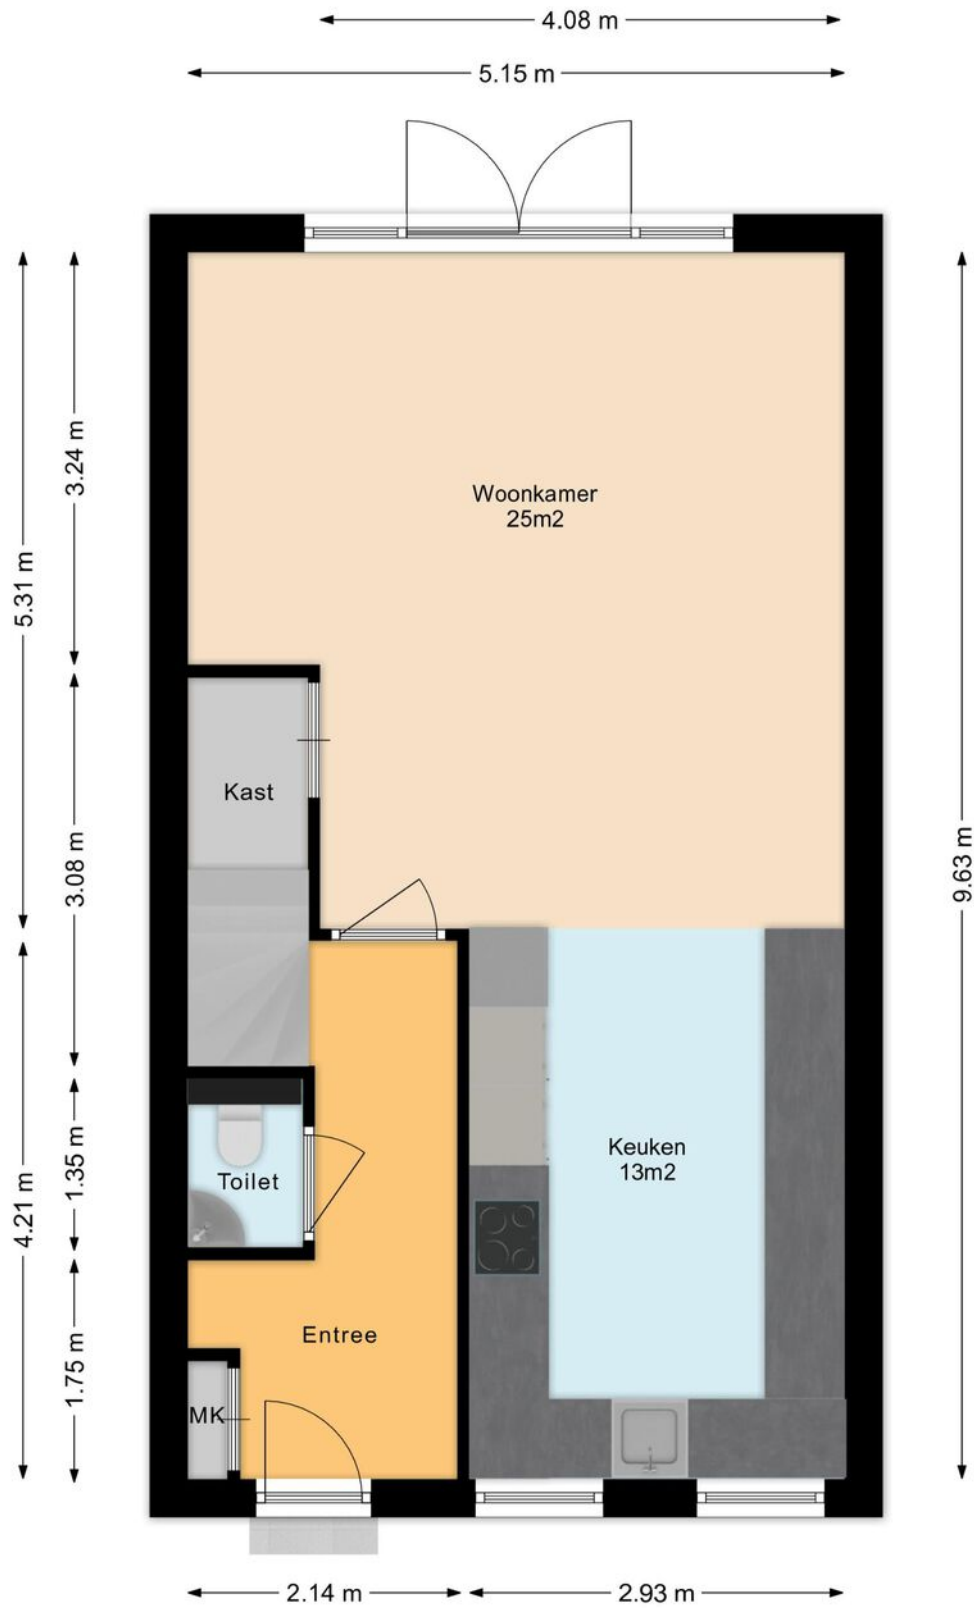 4.08 m
5.15 m
3.24 m
5.31 m
Woonkamer
25m2
Kast
3.08 m
9.63 m
Keuken
13m2
1.35 m
Toilet
4.21 m
Entree
1.75 m
MK
2.14 m
2.93 m